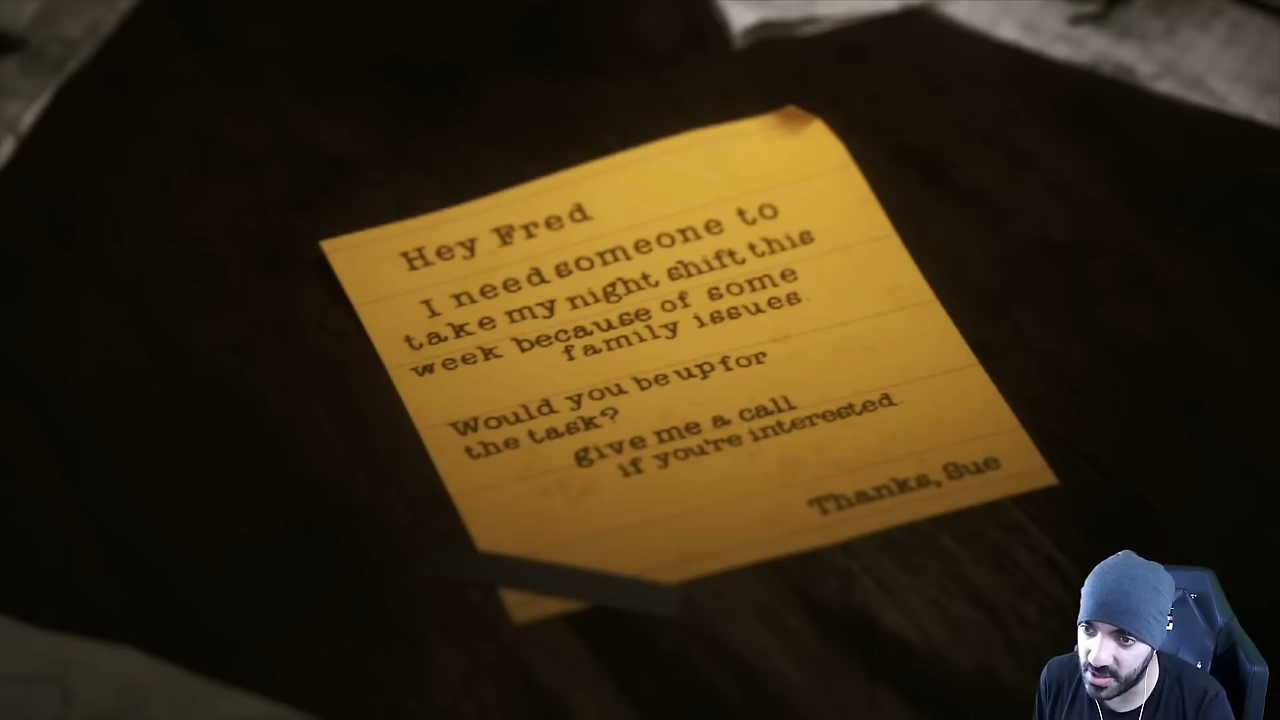 Hey Fred
I need someone to
take my night shift this
week because of some
family issues.
Would you be up for
the task?
give me a call
if you're interested.
Thanks, Sue